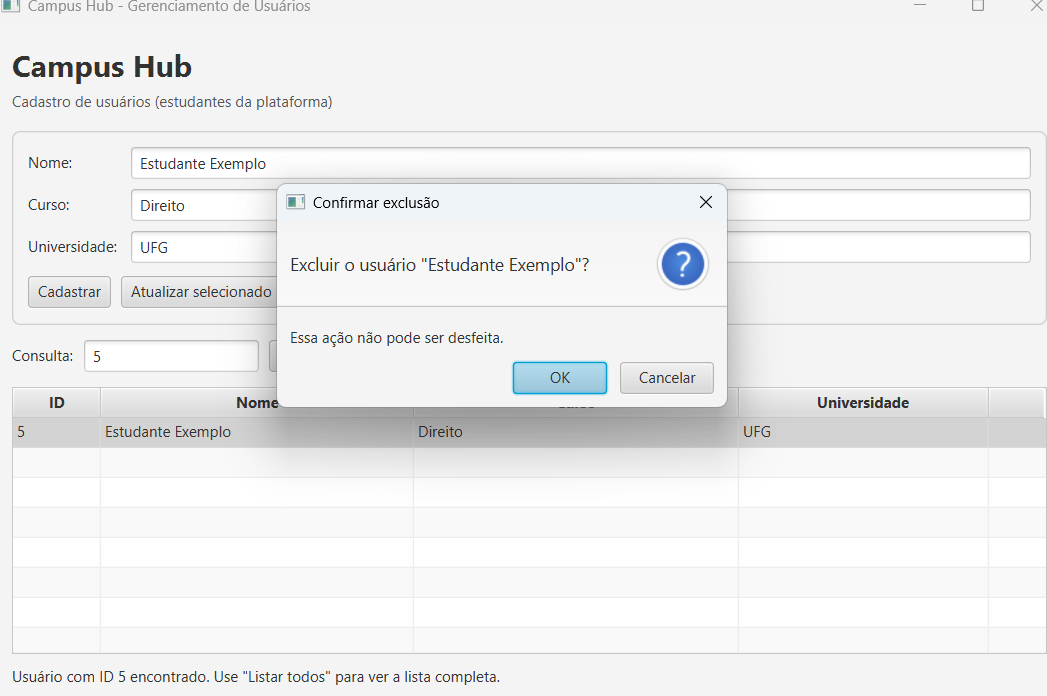 Campus Hub - Gerenciamento de Usuários
Campus Hub
Cadastro de usuários (estudantes da plataforma)
Nome: Estudante Exemplo
Curso: Direito
Universidade: UFG
Cadastrar Atualizar selecionado
Confirmar exclusão
Excluir o usuário "Estudante Exemplo"?
?
Essa ação não pode ser desfeita.
OK Cancelar
Consulta: 5
ID Nome Universidade
5 Estudante Exemplo Direito UFG
Usuário com ID 5 encontrado. Use "Listar todos" para ver a lista completa.